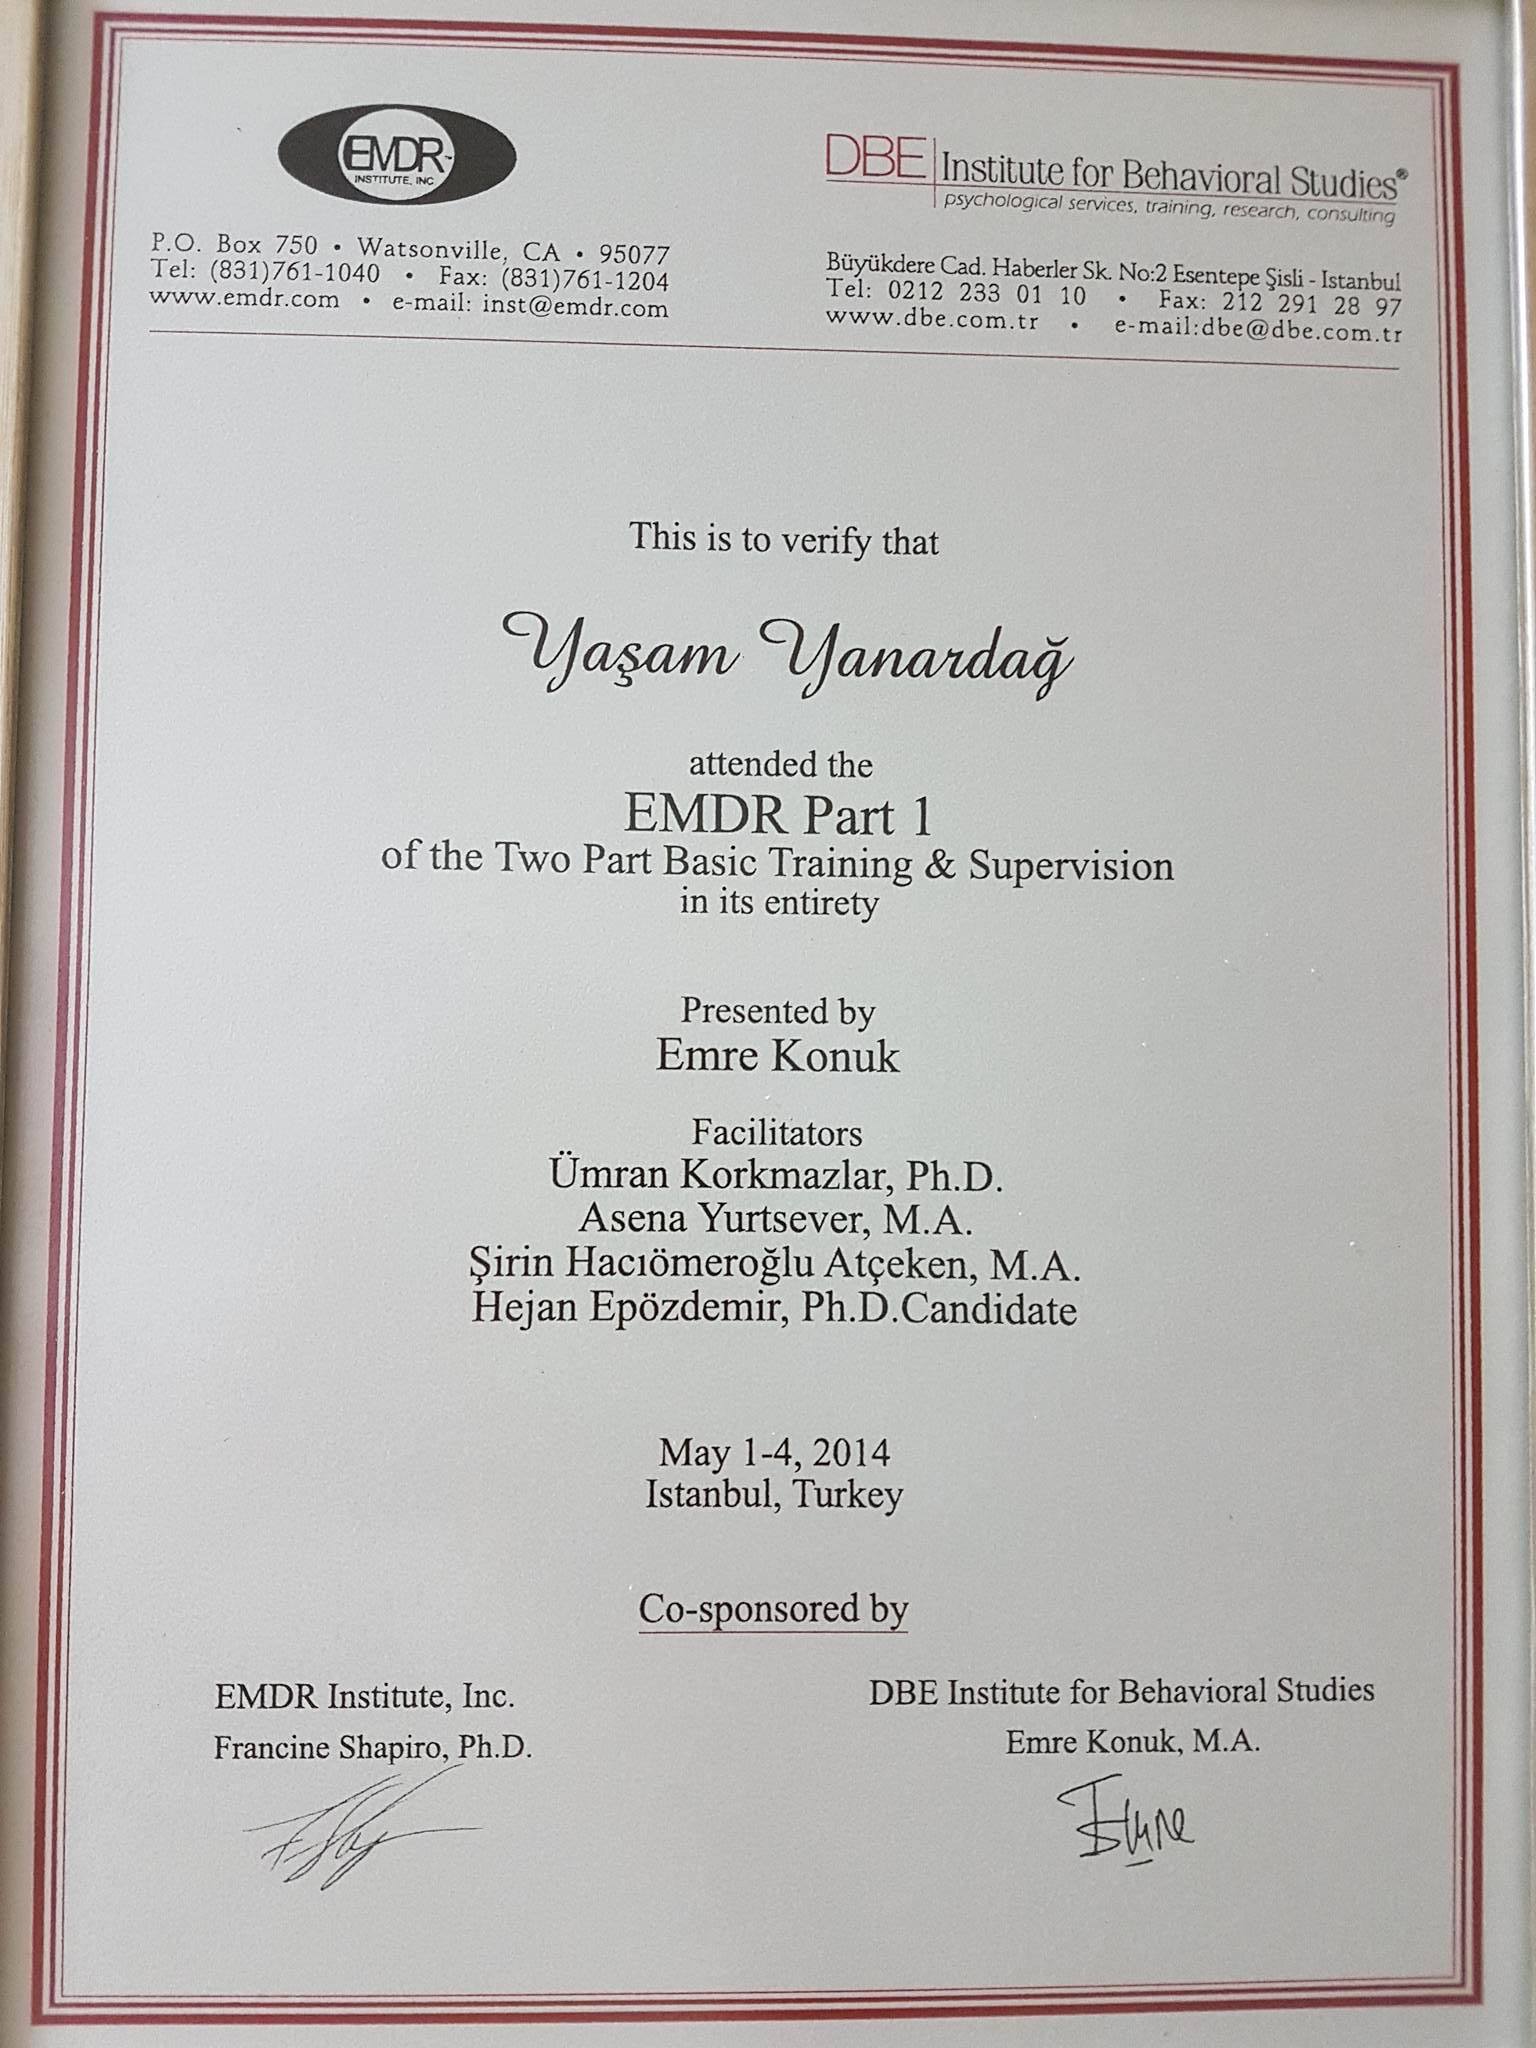 EMDR™
INSTITUTE, INC.
P.O. Box 750 • Watsonville, CA • 95077
Tel: (831)761-1040 • Fax: (831)761-1204
www.emdr.com • e-mail: inst@emdr.com
DBE Institute for Behavioral Studies®
psychological services, training, research, consulting
Büyükdere Cad. Haberler Sk. No:2 Esentepe Şisli - Istanbul
Tel: 0212 233 01 10 • Fax: 212 291 28 97
www.dbe.com.tr • e-mail:dbe@dbe.com.tr
This is to verify that
Yaşam Yanardağ
attended the
EMDR Part 1
of the Two Part Basic Training & Supervision
in its entirety
Presented by
Emre Konuk
Facilitators
Ümran Korkmazlar, Ph.D.
Asena Yurtsever, M.A.
Şirin Hacıömeroğlu Atçeken, M.A.
Hejan Epözdemir, Ph.D.Candidate
May 1-4, 2014
Istanbul, Turkey
Co-sponsored by
EMDR Institute, Inc.
Francine Shapiro, Ph.D.
DBE Institute for Behavioral Studies
Emre Konuk, M.A.